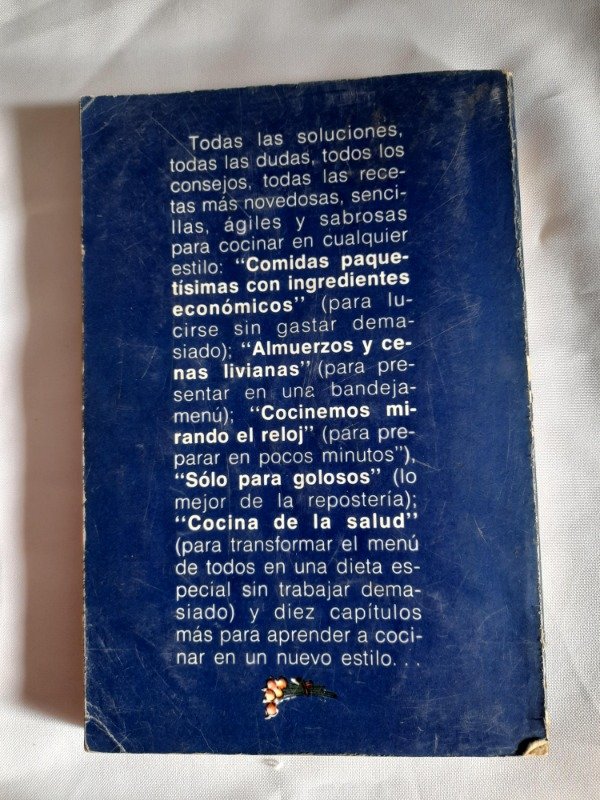 Todas las soluciones,
todas las dudas, todos los
consejos, todas las rece-
tas más novedosas, senci-
llas, ágiles y sabrosas
para cocinar en cualquier
estilo: "Comidas paque-
tísimas con ingredientes
económicos" (para lu-
cirse sin gastar dema-
siado); "Almuerzos y ce-
nas livianas" (para pre-
sentar en una bandeja-
menú); "Cocinemos mi-
rando el reloj" (para pre-
parar en pocos minutos"),
"Sólo para golosos" (lo
mejor de la repostería);
"Cocina de la salud"
(para transformar el menú
de todos en una dieta es-
pecial sin trabajar dema-
siado) y diez capítulos
más para aprender a coci-
nar en un nuevo estilo...